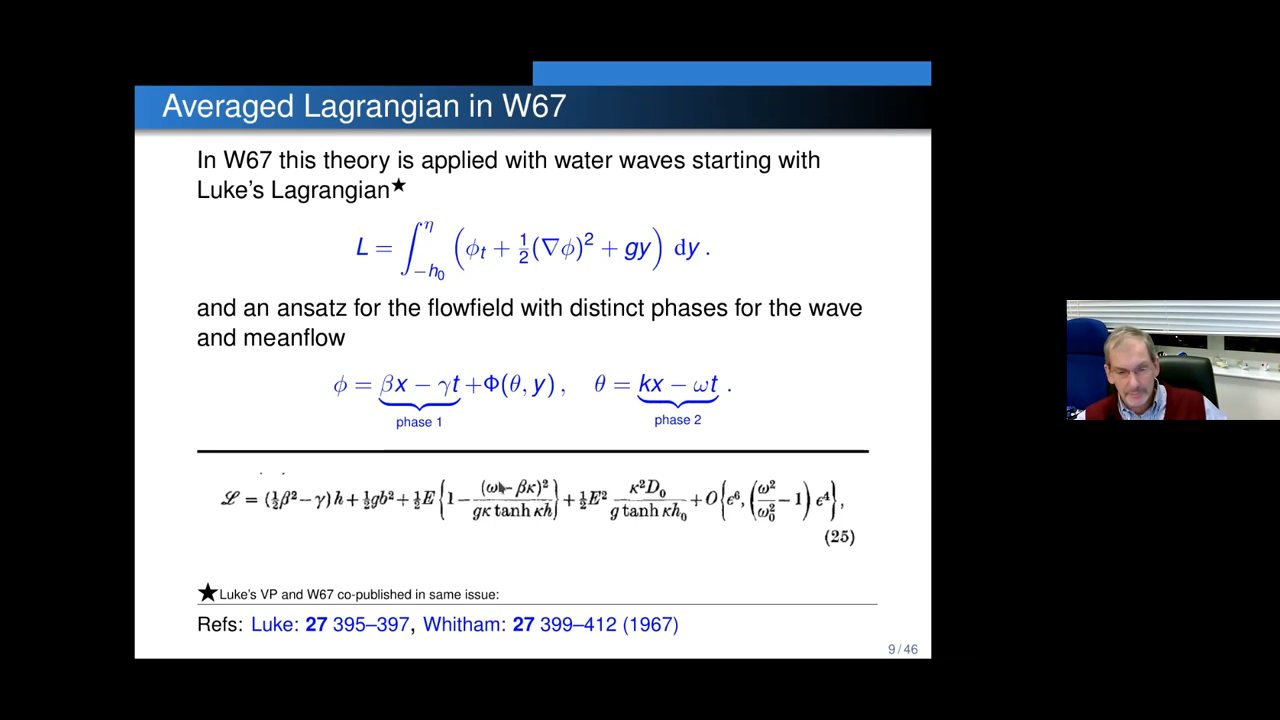 Averaged Lagrangian in W67
In W67 this theory is applied with water waves starting with
Luke's Lagrangian★
L = ∫_{−h₀}^{η} (ϕ_t + ½(∇ϕ)² + gy) dy .
and an ansatz for the flowfield with distinct phases for the wave
and meanflow
ϕ = βx − γt + Φ(θ, y) , θ = kx − ωt .
phase 1 phase 2
ℒ = (½β² − γ) h + ½gb² + ½E {1 − (ω − βκ)² / gκ tanh κh} + ½E² κ²D₀ / g tanh κh₀ + O {ε⁶, (ω²/ω₀² − 1) ε⁴},
(25)
★Luke's VP and W67 co-published in same issue:
Refs: Luke: 27 395–397, Whitham: 27 399–412 (1967)
9 / 46